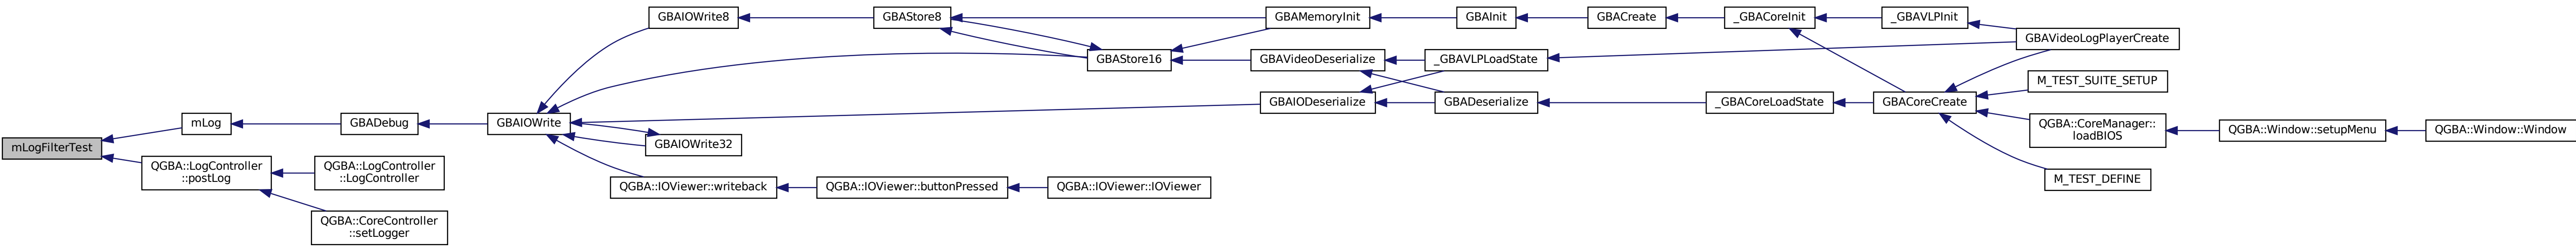 GBAIOWrite8
GBAStore8
GBAMemoryInit
GBAInit
GBACreate
_GBACoreInit
_GBAVLPInit
GBAVideoLogPlayerCreate
GBAStore16
GBAVideoDeserialize
_GBAVLPLoadState
M_TEST_SUITE_SETUP
GBAIODeserialize
GBADeserialize
_GBACoreLoadState
GBACoreCreate
mLog
GBADebug
GBAIOWrite
QGBA::CoreManager::
loadBIOS
QGBA::Window::setupMenu
QGBA::Window::Window
mLogFilterTest
GBAIOWrite32
QGBA::LogController
::postLog
QGBA::LogController
::LogController
M_TEST_DEFINE
QGBA::IOViewer::writeback
QGBA::IOViewer::buttonPressed
QGBA::IOViewer::IOViewer
QGBA::CoreController
::setLogger